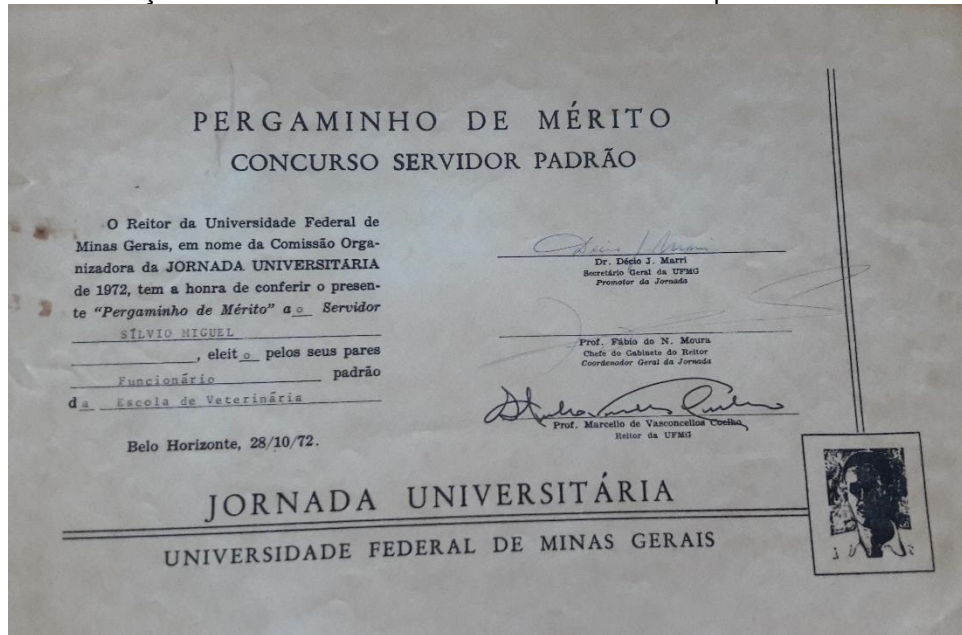 PERGAMINHO DE MÉRITO
CONCURSO SERVIDOR PADRÃO
O Reitor da Universidade Federal de
Minas Gerais, em nome da Comissão Orga-
nizadora da JORNADA UNIVERSITÁRIA
de 1972, tem a honra de conferir o presen-
te "Pergaminho de Mérito" a o Servidor
SÍLVIO MIGUEL
, eleit o pelos seus pares
Funcionário padrão
d a Escola de Veterinária
Belo Horizonte, 28/10/72.
Dr. Décio J. Marri
Secretário Geral da UFMG
Promotor da Jornada
Prof. Fábio do N. Moura
Chefe do Gabinete do Reitor
Coordenador Geral da Jornada
Prof. Marcello de Vasconcellos Coelho
Reitor da UFMG
JORNADA UNIVERSITÁRIA
UNIVERSIDADE FEDERAL DE MINAS GERAIS